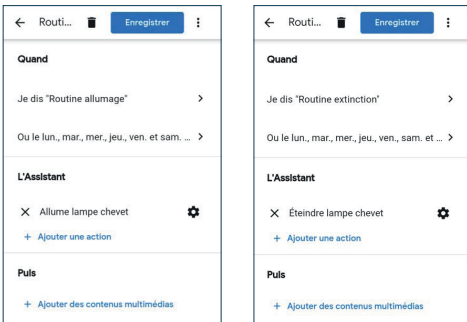 Routi...
Enregistrer
Quand
Je dis "Routine allumage"
Ou le lun., mar., mer., jeu., ven. et sam. ...
L'Assistant
Allume lampe chevet
+ Ajouter une action
Puis
+ Ajouter des contenus multimédias
Routi...
Enregistrer
Quand
Je dis "Routine extinction"
Ou le lun., mar., mer., jeu., ven., sam. et ...
L'Assistant
Éteindre lampe chevet
+ Ajouter une action
Puis
+ Ajouter des contenus multimédias